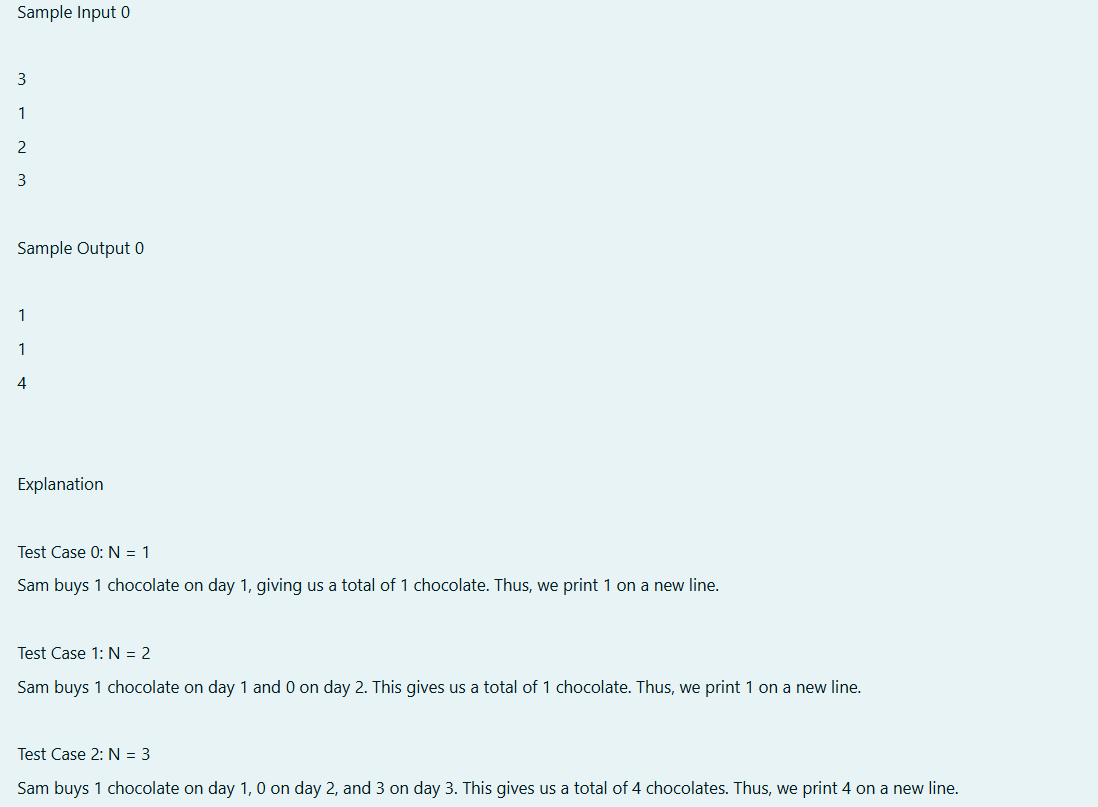 Sample Input 0
3
1
2
3
Sample Output 0
1
1
4
Explanation
Test Case 0: N = 1
Sam buys 1 chocolate on day 1, giving us a total of 1 chocolate. Thus, we print 1 on a new line.
Test Case 1: N = 2
Sam buys 1 chocolate on day 1 and 0 on day 2. This gives us a total of 1 chocolate. Thus, we print 1 on a new line.
Test Case 2: N = 3
Sam buys 1 chocolate on day 1, 0 on day 2, and 3 on day 3. This gives us a total of 4 chocolates. Thus, we print 4 on a new line.